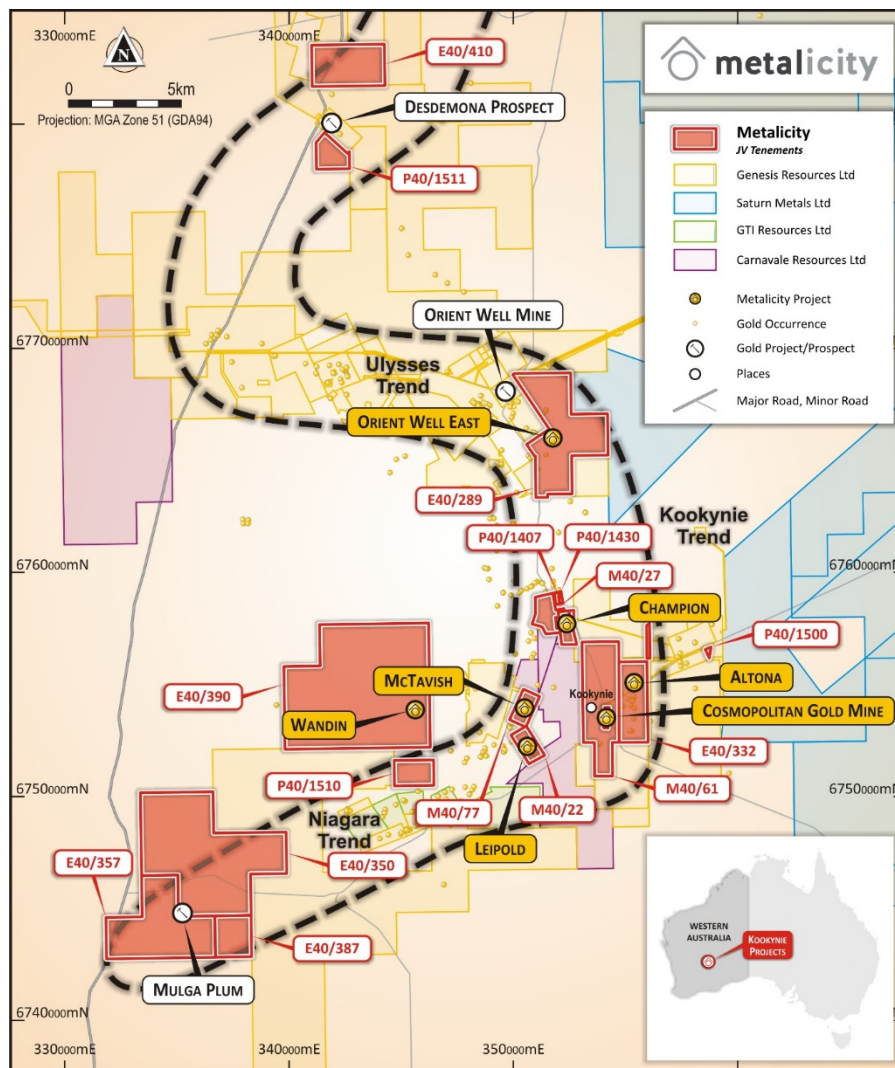 330000mE
340000mE
E40/410
N
0
5km
Projection: MGA Zone 51 (GDA94)
DESDEMONA PROSPECT
P40/1511
metalicity
Metalicity
JV Tenements
Genesis Resources Ltd
Saturn Metals Ltd
GTI Resources Ltd
Carnavale Resources Ltd
Metalicity Project
Gold Occurrence
Gold Project/Prospect
Places
Major Road, Minor Road
ORIENT WELL MINE
6770000mN
Ulysses
Trend
ORIENT WELL EAST
E40/289
Kookynie
Trend
P40/1407
P40/1430
6760000mN
6760000mN
M40/27
CHAMPION
P40/1500
MCTAVISH
ALTONA
E40/390
Kookynie
WANDIN
COSMOPOLITAN GOLD MINE
E40/332
P40/1510
6750000mN
6750000mN
M40/77
M40/22
M40/61
Niagara
Trend
LEIPOLD
E40/357
E40/350
E40/387
MULGA PLUM
WESTERN
AUSTRALIA
KOOKYNIE
PROJECTS
6740000mN
330000mE
340000mE
350000mE